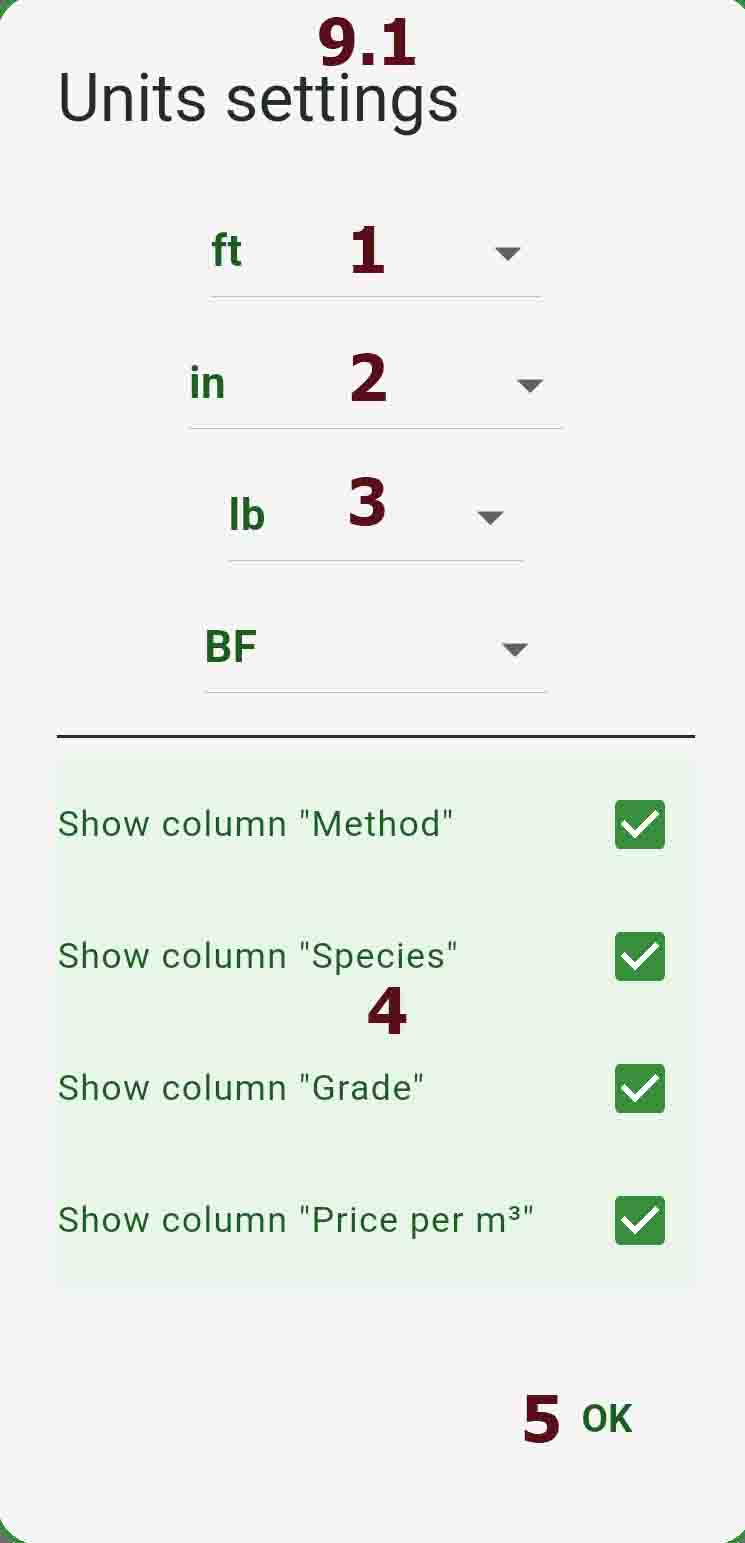 9.1
Units settings
ft 1
in 2
lb 3
BF
Show column "Method"
Show column "Species"
4
Show column "Grade"
Show column "Price per m³"
5 OK